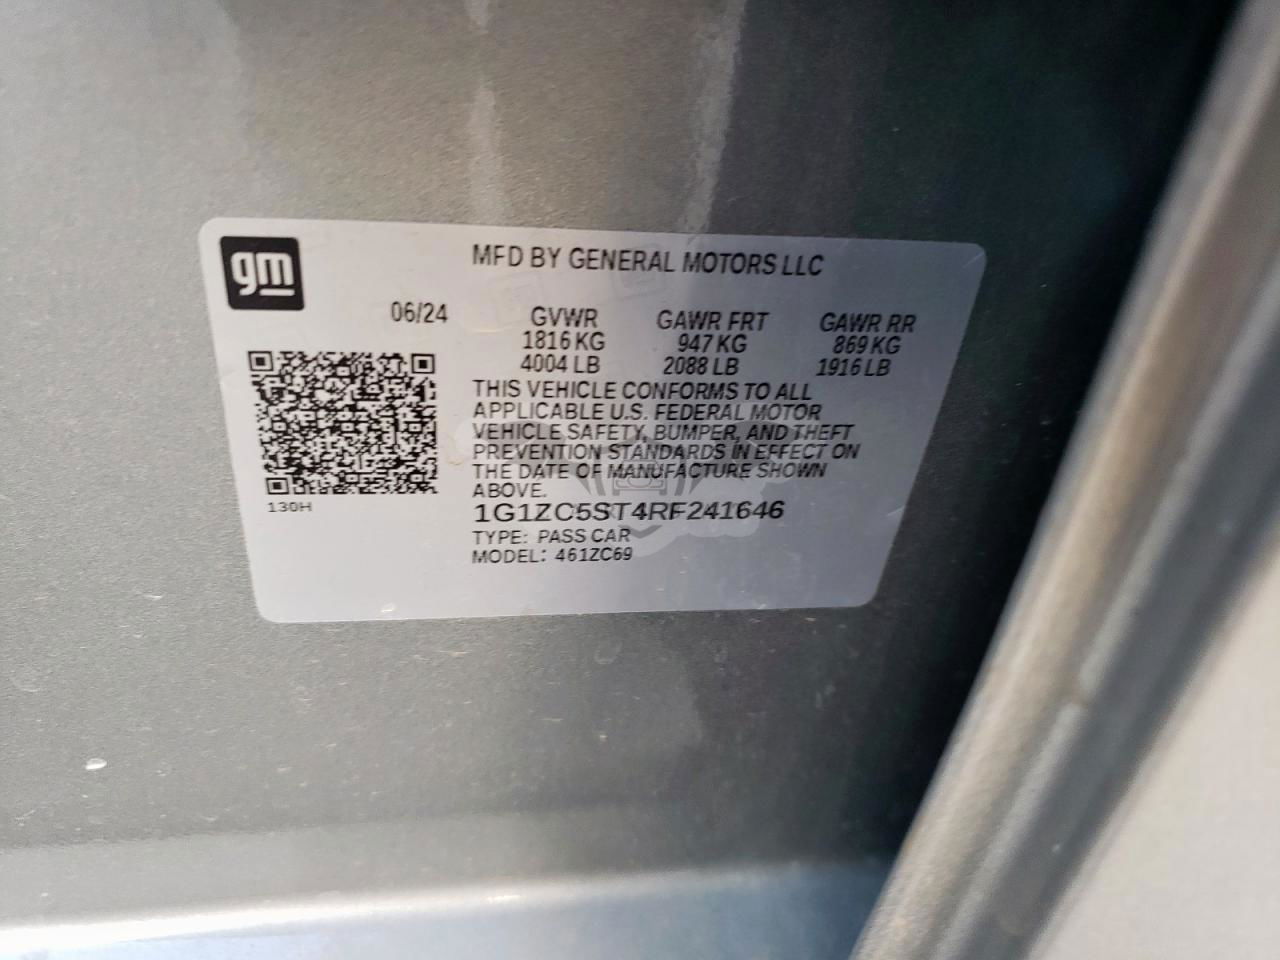 gm
MFD BY GENERAL MOTORS LLC
06/24 GVWR GAWR FRT GAWR RR
1816 KG 947 KG 869 KG
4004 LB 2088 LB 1916 LB
THIS VEHICLE CONFORMS TO ALL
APPLICABLE U.S. FEDERAL MOTOR
VEHICLE SAFETY, BUMPER, AND THEFT
PREVENTION STANDARDS IN EFFECT ON
THE DATE OF MANUFACTURE SHOWN
ABOVE.
130H
1G1ZC5ST4RF241646
TYPE: PASS CAR
MODEL: 461ZC69